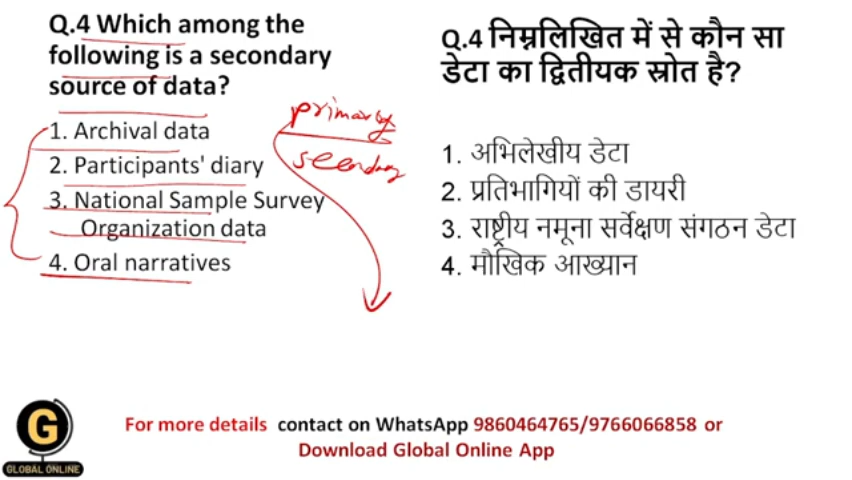 Q.4 Which among the
following is a secondary
source of data?
1. Archival data
2. Participants' diary
3. National Sample Survey
Organization data
4. Oral narratives
primary
Q.4 निम्नलिखित में से कौन सा
डेटा का द्वितीयक स्रोत है?
1. अभिलेखीय डेटा
2. प्रतिभागियों की डायरी
3. राष्ट्रीय नमूना सर्वेक्षण संगठन डेटा
4. मौखिक आख्यान
G
GLOBAL ONLINE
For more details contact on WhatsApp 9860464765/9766066858 or
Download Global Online App